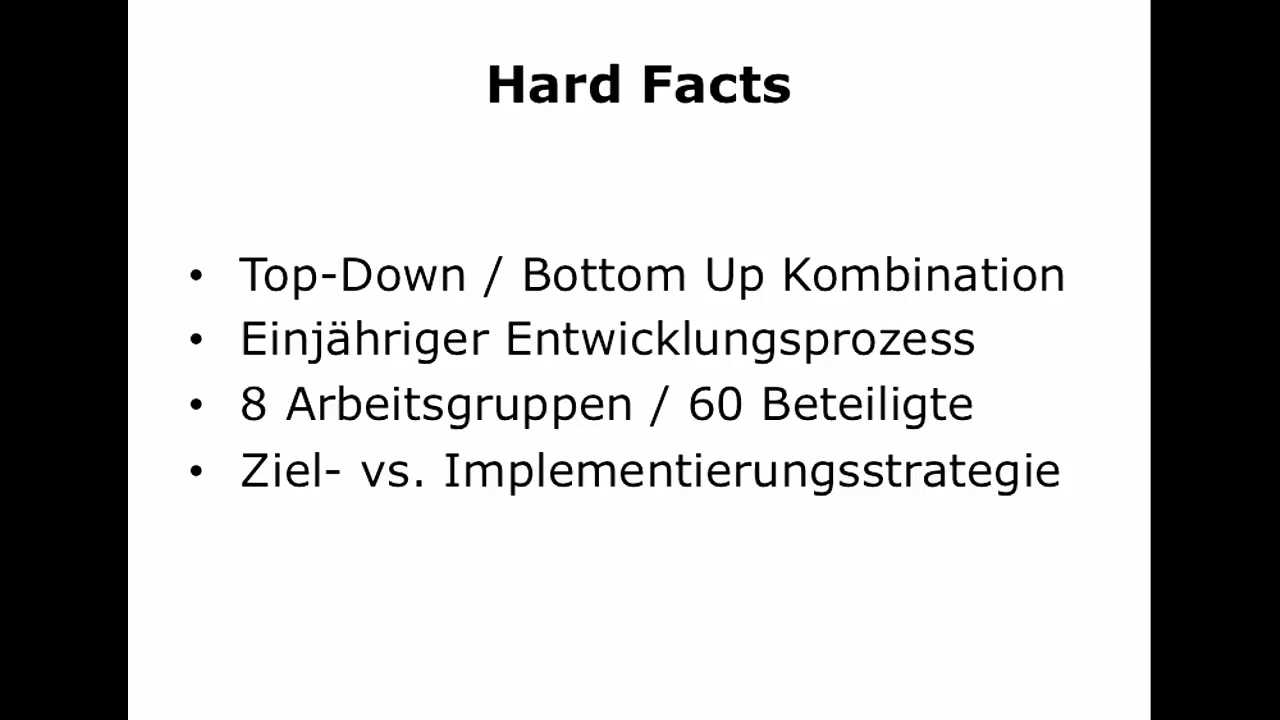 Hard Facts
• Top-Down / Bottom Up Kombination
• Einjähriger Entwicklungsprozess
• 8 Arbeitsgruppen / 60 Beteiligte
• Ziel- vs. Implementierungsstrategie